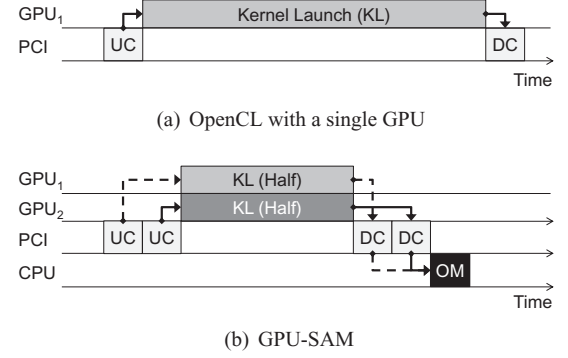 GPU₁ Kernel Launch (KL)
PCI UC DC
Time
(a) OpenCL with a single GPU
GPU₁ KL (Half)
GPU₂ KL (Half)
PCI UC UC DC DC
CPU OM
Time
(b) GPU-SAM